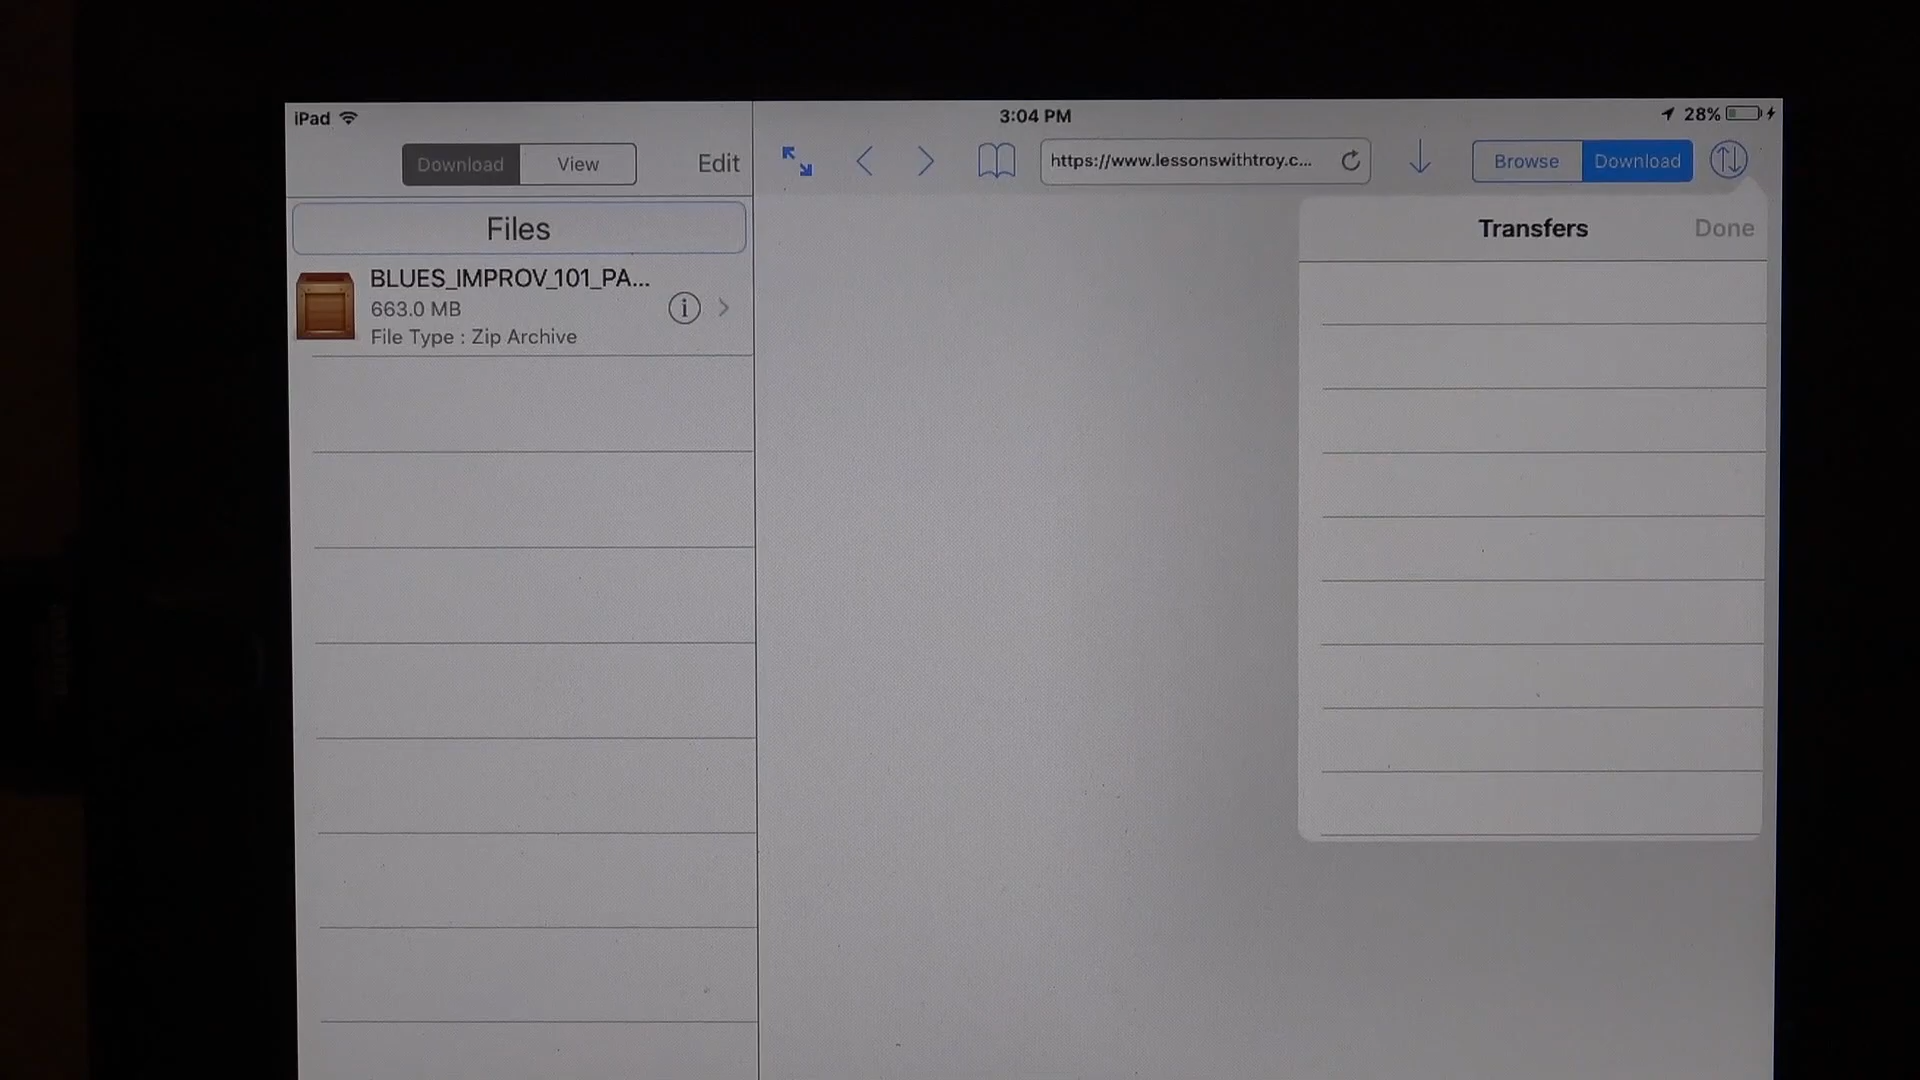 iPad
3:04 PM
28%
Download
View
Edit
https://www.lessonswithtroy.c...
Browse
Download
Files
BLUES_IMPROV_101_PA...
663.0 MB
File Type : Zip Archive
Transfers
Done